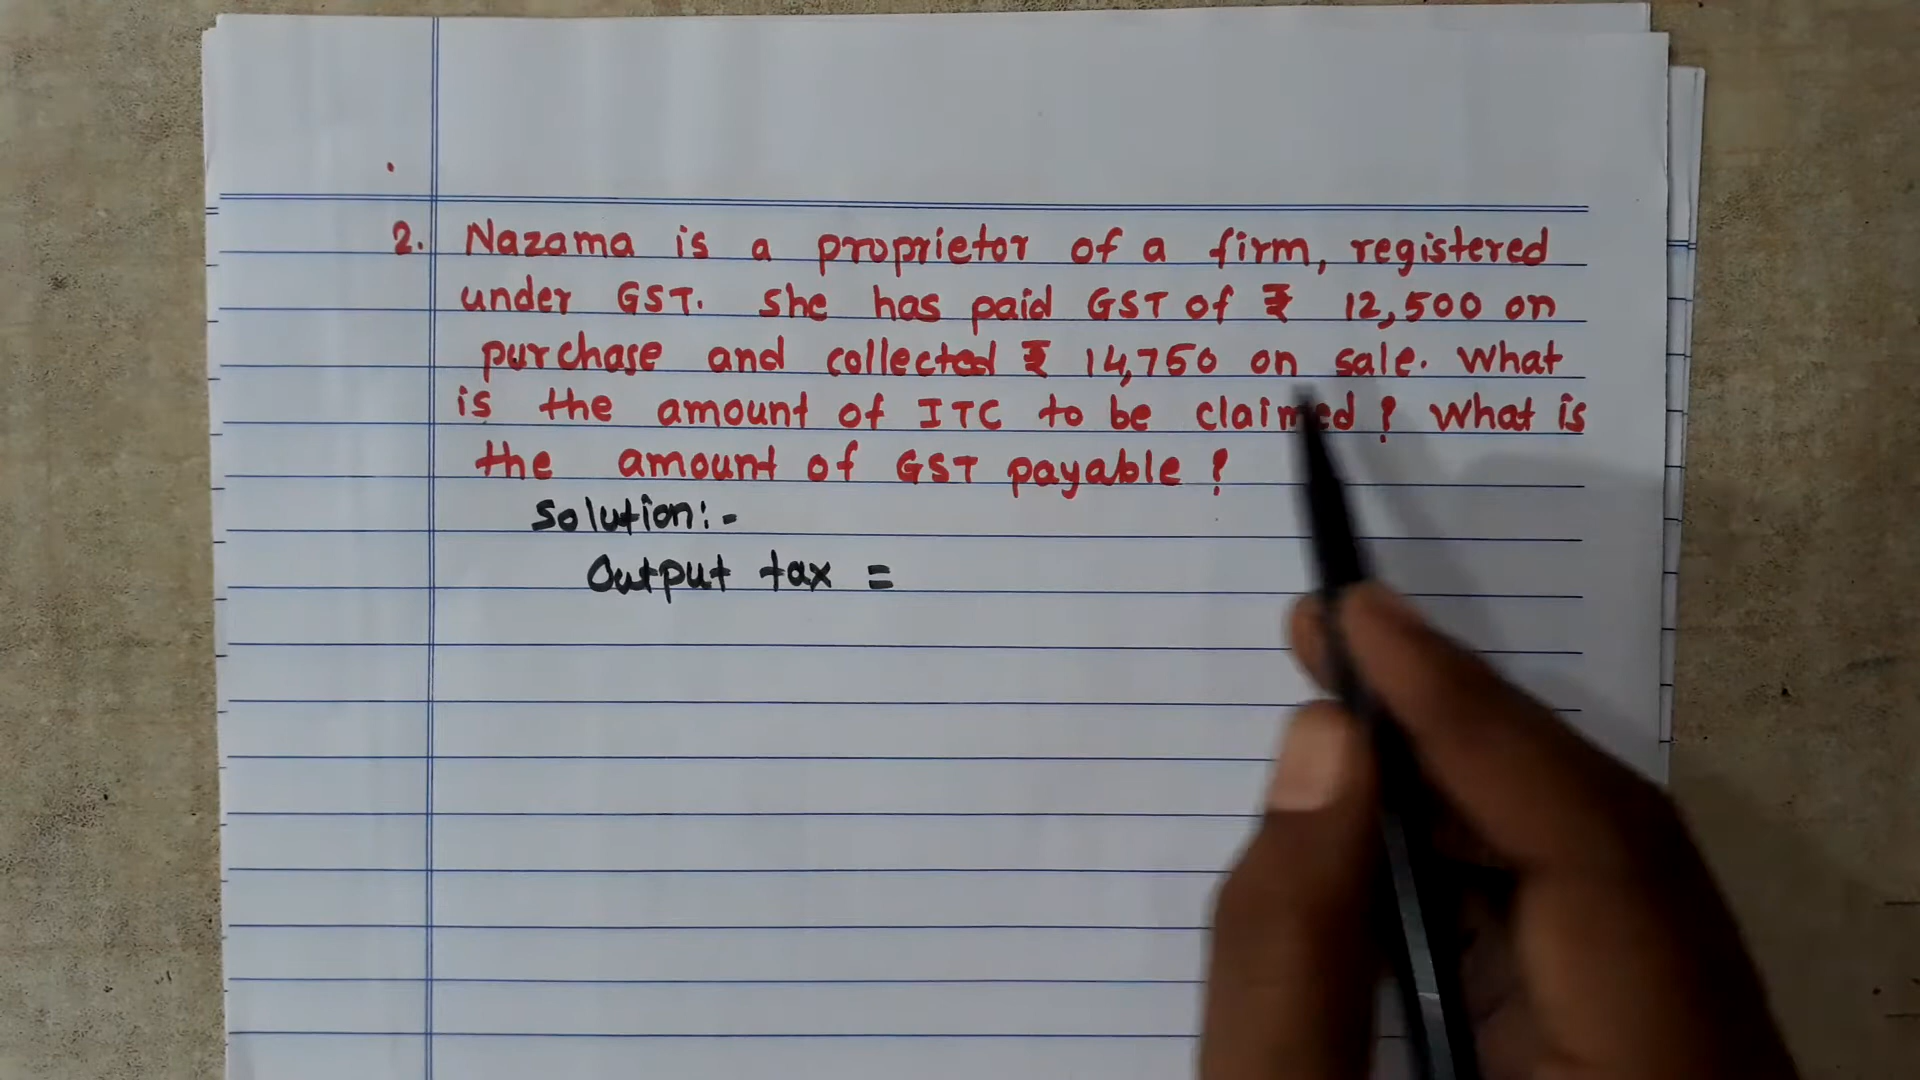 2. Nazama is a proprietor of a firm, registered
under GST. She has paid GST of ₹ 12,500 on
purchase and collected ₹ 14,750 on sale. What
is the amount of ITC to be claimed? What is
the amount of GST payable?
Solution:-
Output tax =